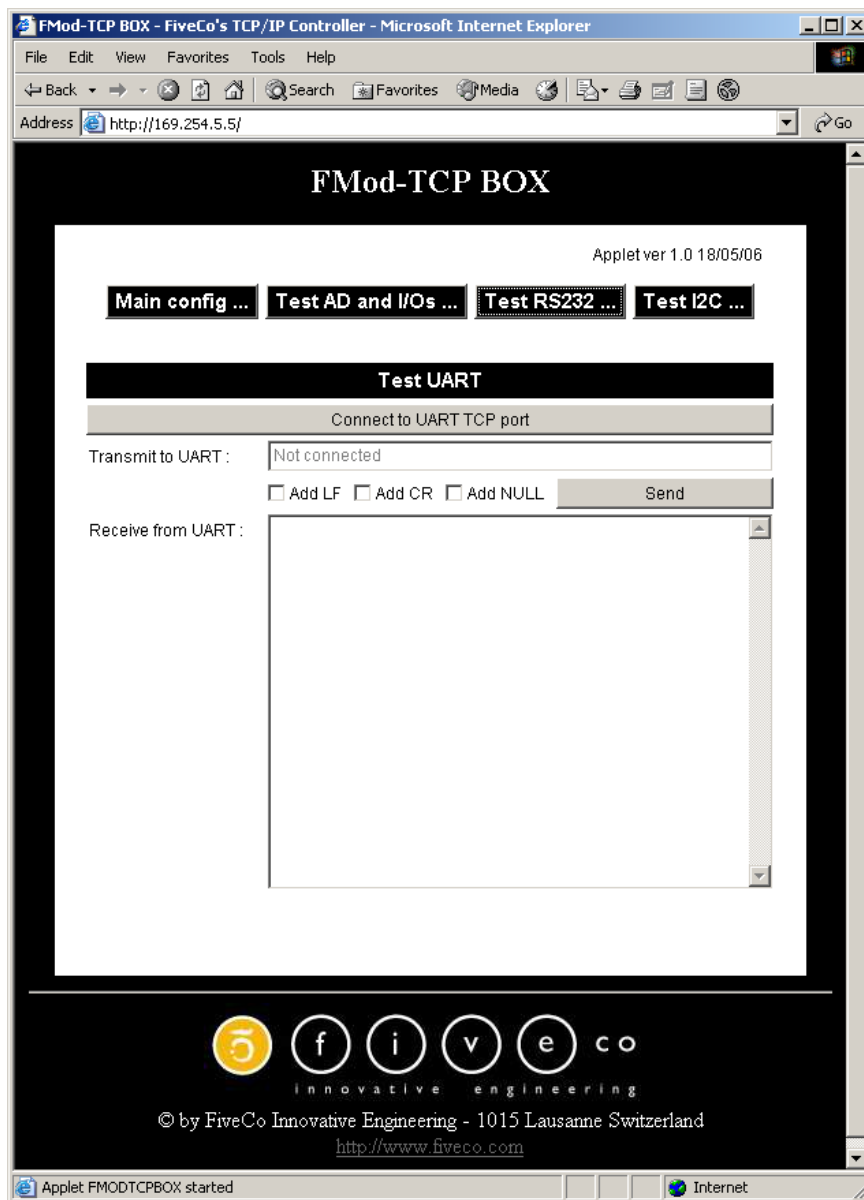 FMod-TCP BOX - FiveCo's TCP/IP Controller - Microsoft Internet Explorer
File Edit View Favorites Tools Help
Back Search Favorites Media
Address http://169.254.5.5/ Go
FMod-TCP BOX
Applet ver 1.0 18/05/06
Main config ... Test AD and I/Os ... Test RS232 ... Test I2C ...
Test UART
Connect to UART TCP port
Transmit to UART : Not connected
Add LF Add CR Add NULL Send
Receive from UART :
5 f i v e co
innovative engineering
© by FiveCo Innovative Engineering - 1015 Lausanne Switzerland
http://www.fiveco.com
Applet FMODTCPBOX started Internet